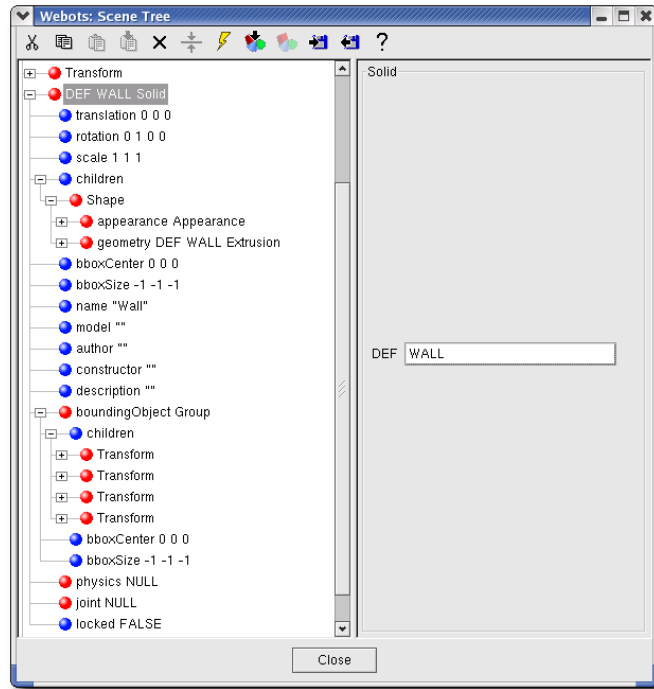 Webots: Scene Tree
?
Transform
Solid
DEF WALL Solid
translation 0 0 0
rotation 0 1 0 0
scale 1 1 1
children
Shape
appearance Appearance
geometry DEF WALL Extrusion
bboxCenter 0 0 0
bboxSize -1 -1 -1
name "Wall"
model ""
author ""
DEF WALL
constructor ""
description ""
boundingObject Group
children
Transform
Transform
Transform
Transform
bboxCenter 0 0 0
bboxSize -1 -1 -1
physics NULL
joint NULL
locked FALSE
Close